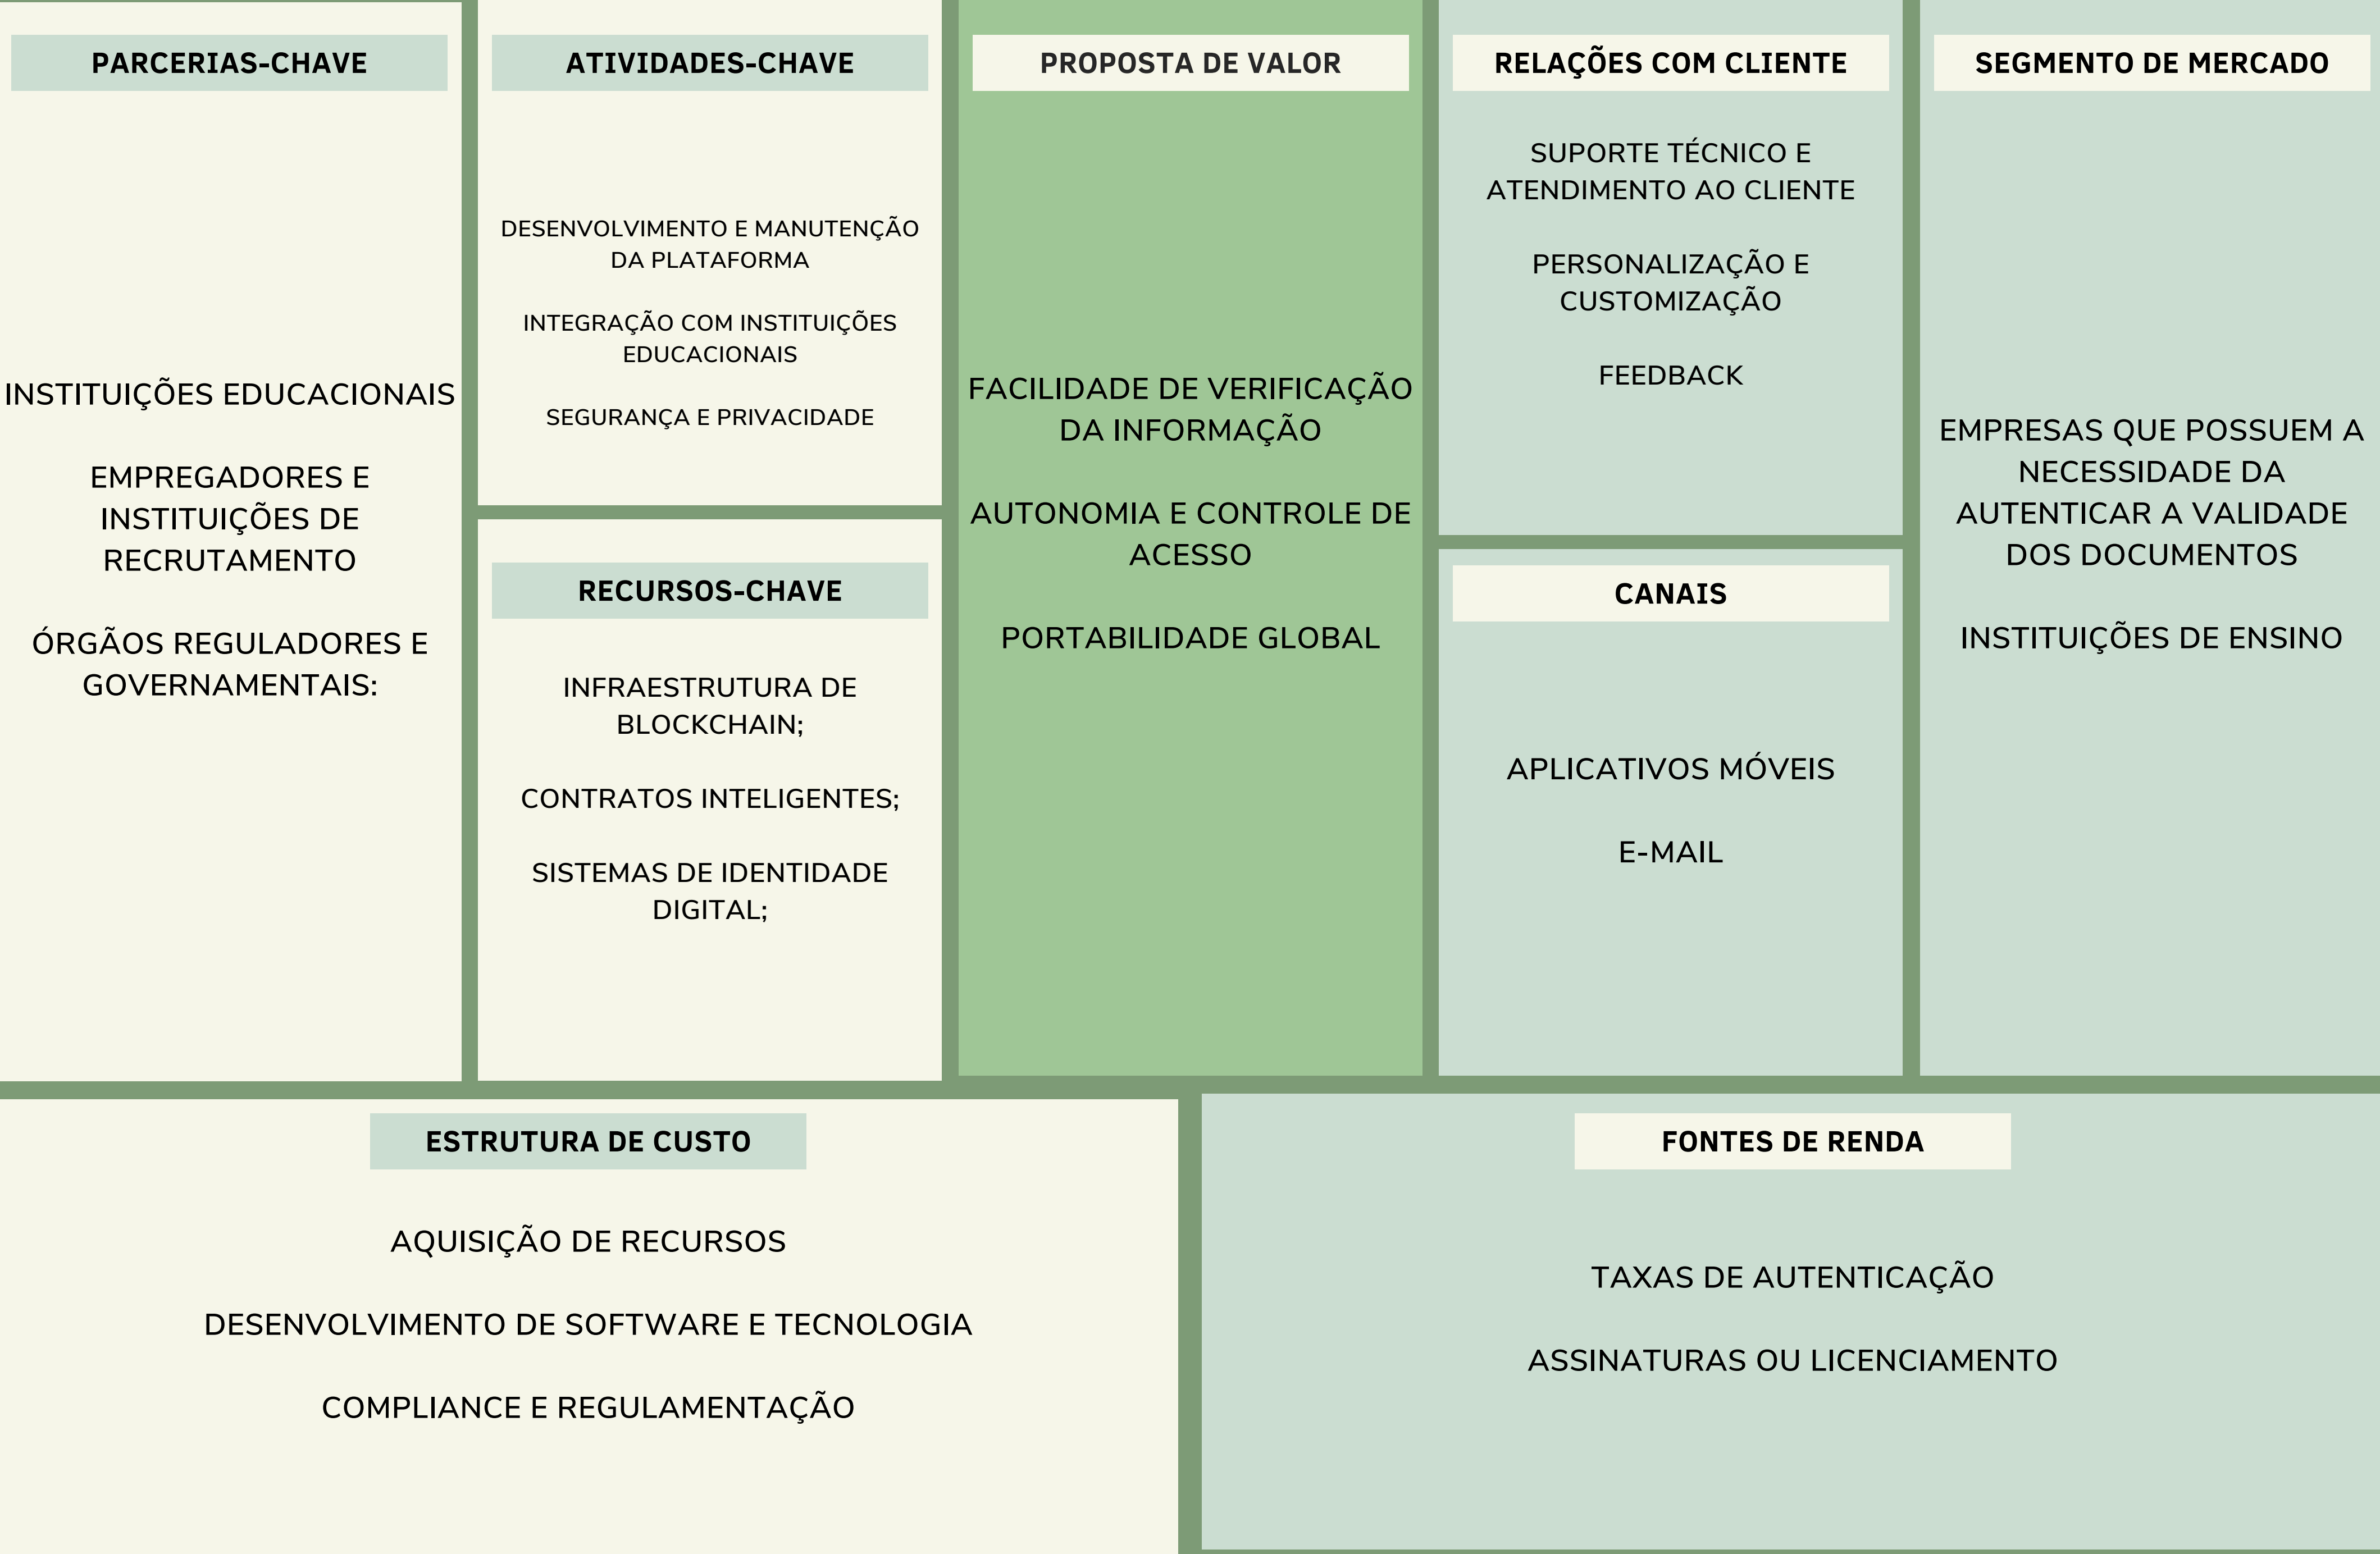 PARCERIAS-CHAVE
INSTITUIÇÕES EDUCACIONAIS
EMPREGADORES E
INSTITUIÇÕES DE
RECRUTAMENTO
ÓRGÃOS REGULADORES E
GOVERNAMENTAIS:
ATIVIDADES-CHAVE
DESENVOLVIMENTO E MANUTENÇÃO
DA PLATAFORMA
INTEGRAÇÃO COM INSTITUIÇÕES
EDUCACIONAIS
SEGURANÇA E PRIVACIDADE
RECURSOS-CHAVE
INFRAESTRUTURA DE
BLOCKCHAIN;
CONTRATOS INTELIGENTES;
SISTEMAS DE IDENTIDADE
DIGITAL;
PROPOSTA DE VALOR
FACILIDADE DE VERIFICAÇÃO
DA INFORMAÇÃO
AUTONOMIA E CONTROLE DE
ACESSO
PORTABILIDADE GLOBAL
RELAÇÕES COM CLIENTE
SUPORTE TÉCNICO E
ATENDIMENTO AO CLIENTE
PERSONALIZAÇÃO E
CUSTOMIZAÇÃO
FEEDBACK
CANAIS
APLICATIVOS MÓVEIS
E-MAIL
SEGMENTO DE MERCADO
EMPRESAS QUE POSSUEM A
NECESSIDADE DA
AUTENTICAR A VALIDADE
DOS DOCUMENTOS
INSTITUIÇÕES DE ENSINO
ESTRUTURA DE CUSTO
AQUISIÇÃO DE RECURSOS
DESENVOLVIMENTO DE SOFTWARE E TECNOLOGIA
COMPLIANCE E REGULAMENTAÇÃO
FONTES DE RENDA
TAXAS DE AUTENTICAÇÃO
ASSINATURAS OU LICENCIAMENTO